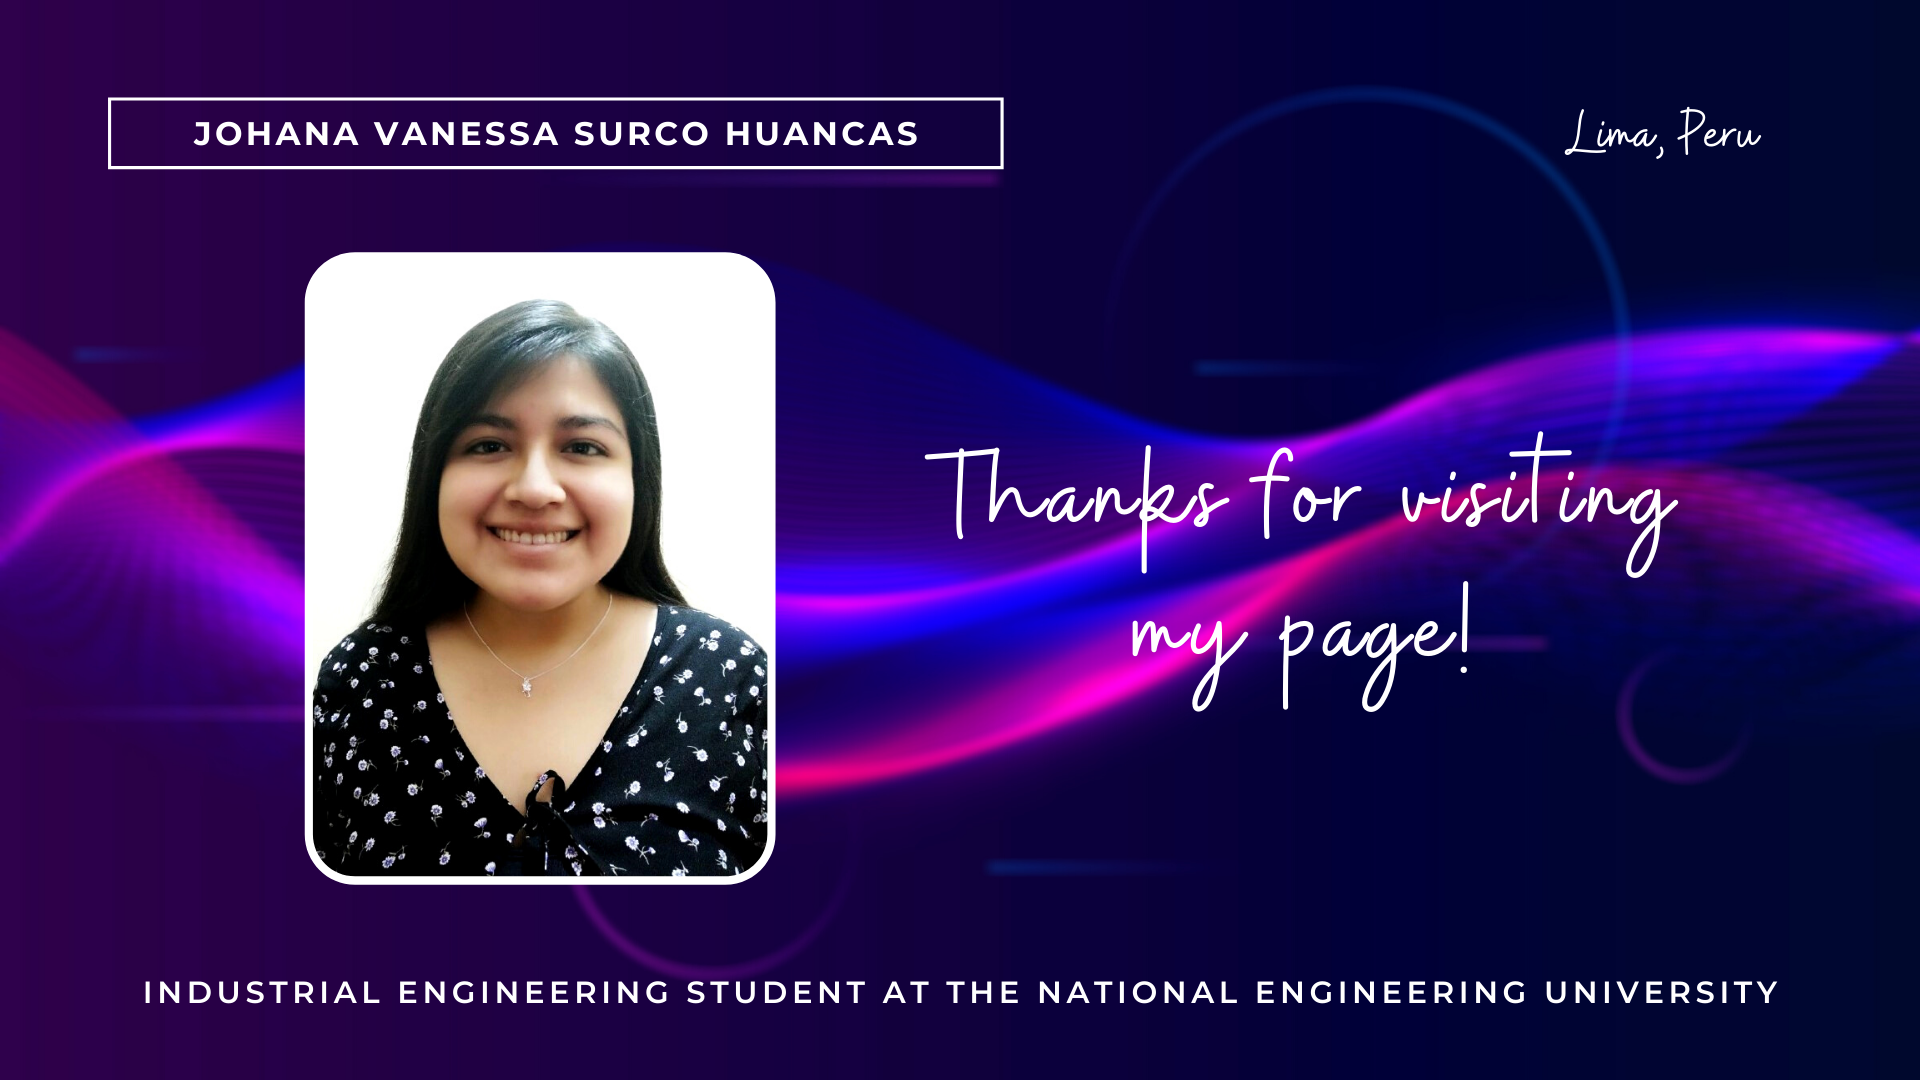 JOHANA VANESSA SURCO HUANCAS
Lima, Peru
Thanks for visiting
my page!
INDUSTRIAL ENGINEERING STUDENT AT THE NATIONAL ENGINEERING UNIVERSITY